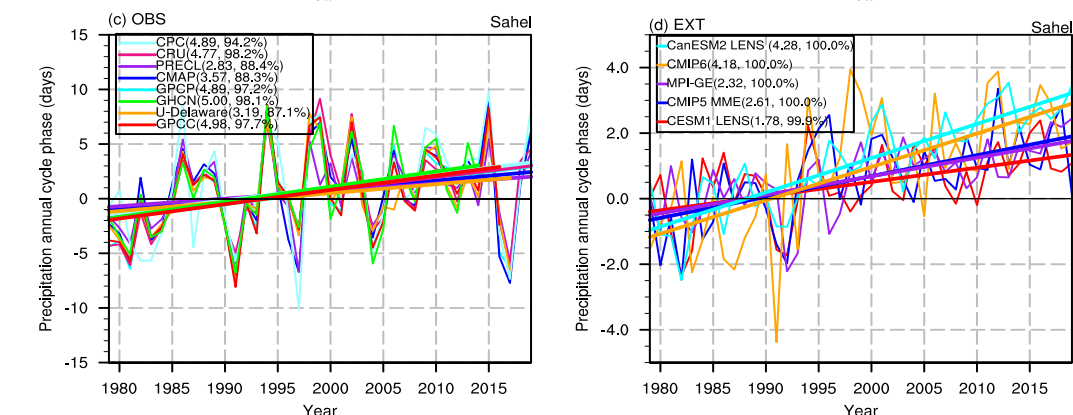 (c) OBS
Sahel
CPC(4.89, 94.2%)
CRU(4.77, 98.2%)
PRECL(2.83, 88.4%)
CMAP(3.57, 88.3%)
GPCP(4.89, 97.2%)
GHCN(5.00, 98.1%)
U-Delaware(3.19, 87.1%)
GPCC(4.98, 97.7%)
Precipitation annual cycle phase (days)
15
10
5
0
-5
-10
-15
1980
1985
1990
1995
2000
2005
2010
2015
Year
(d) EXT
Sahel
CanESM2 LENS (4.28, 100.0%)
CMIP6(4.18, 100.0%)
MPI-GE(2.32, 100.0%)
CMIP5 MME(2.61, 100.0%)
CESM1 LENS(1.78, 99.9%)
Precipitation annual cycle phase (days)
4.0
2.0
0.0
-2.0
-4.0
1980
1985
1990
1995
2000
2005
2010
2015
Year